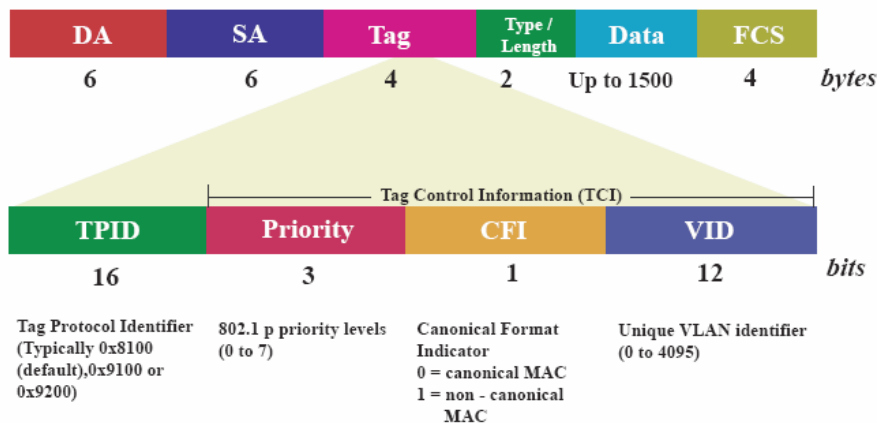 DA SA Tag Type / Length Data FCS
6 6 4 2 Up to 1500 4 bytes
Tag Control Information (TCI)
TPID Priority CFI VID
16 3 1 12 bits
Tag Protocol Identifier
(Typically 0x8100
(default),0x9100 or
0x9200)
802.1 p priority levels
(0 to 7)
Canonical Format
Indicator
0 = canonical MAC
1 = non - canonical
MAC
Unique VLAN identifier
(0 to 4095)